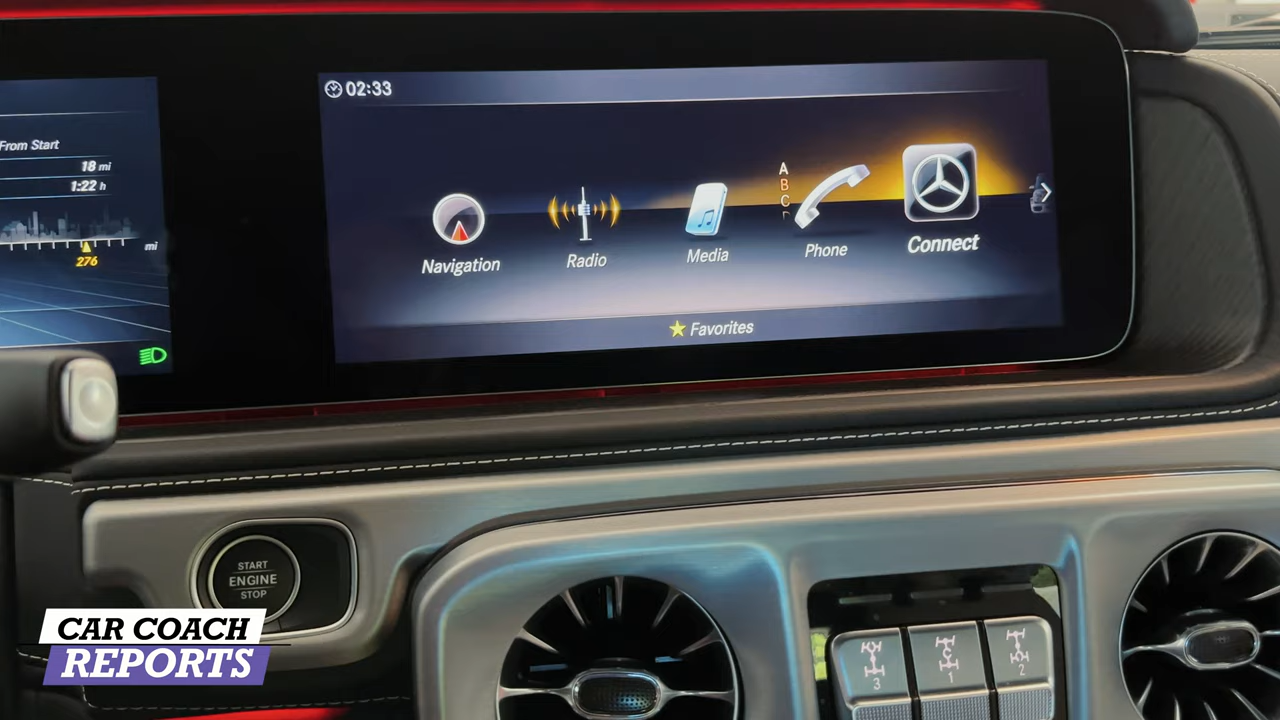 02:33
From Start
18 mi
1:22 h
mi
276
A
B
C
Navigation
Radio
Media
Phone
Connect
Favorites
START
ENGINE
STOP
3
1
2
CAR COACH
REPORTS